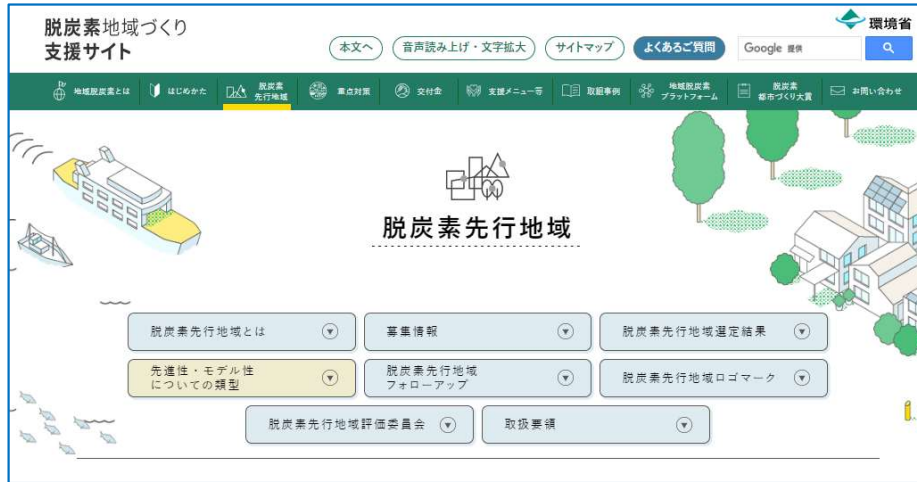 脱炭素地域づくり
支援サイト
環境省
本文へ
音声読み上げ・文字拡大
サイトマップ
よくあるご質問
Google 提供
地域脱炭素とは
はじめかた
脱炭素
先行地域
重点対策
交付金
支援メニュー等
取組事例
地域脱炭素
プラットフォーム
脱炭素
都市づくり大賞
お問い合わせ
脱炭素先行地域
脱炭素先行地域とは
募集情報
脱炭素先行地域選定結果
先進性・モデル性
についての類型
脱炭素先行地域
フォローアップ
脱炭素先行地域ロゴマーク
脱炭素先行地域評価委員会
取扱要領